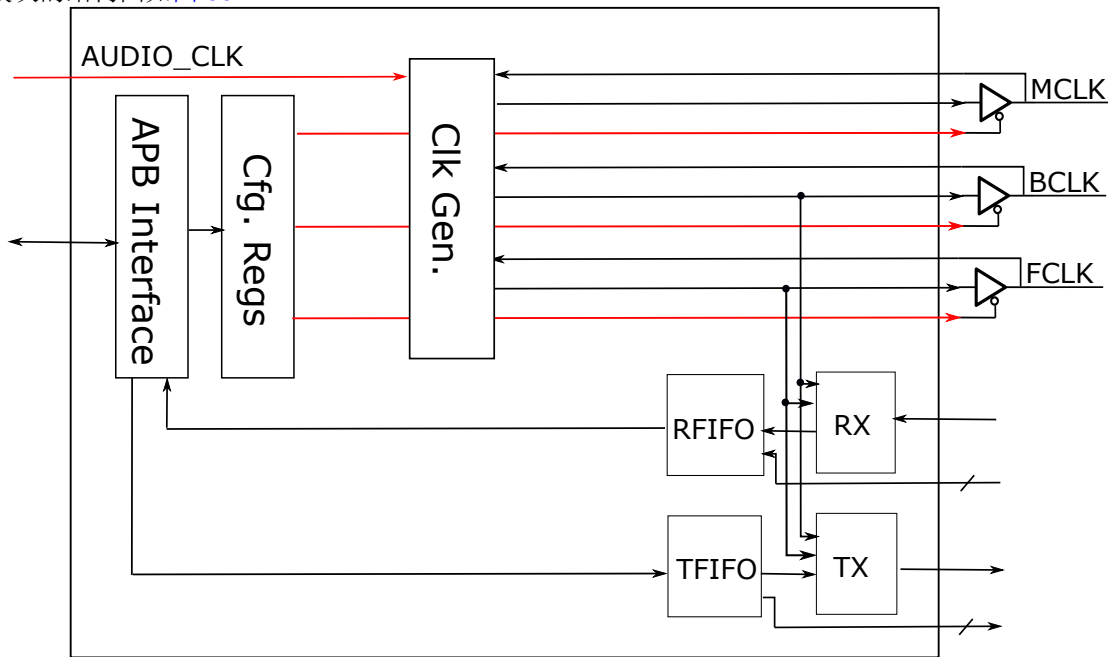 AUDIO_CLK
MCLK
APB Interface
Cfg. Regs
Clk Gen.
BCLK
FCLK
RFIFO
RX
TFIFO
TX